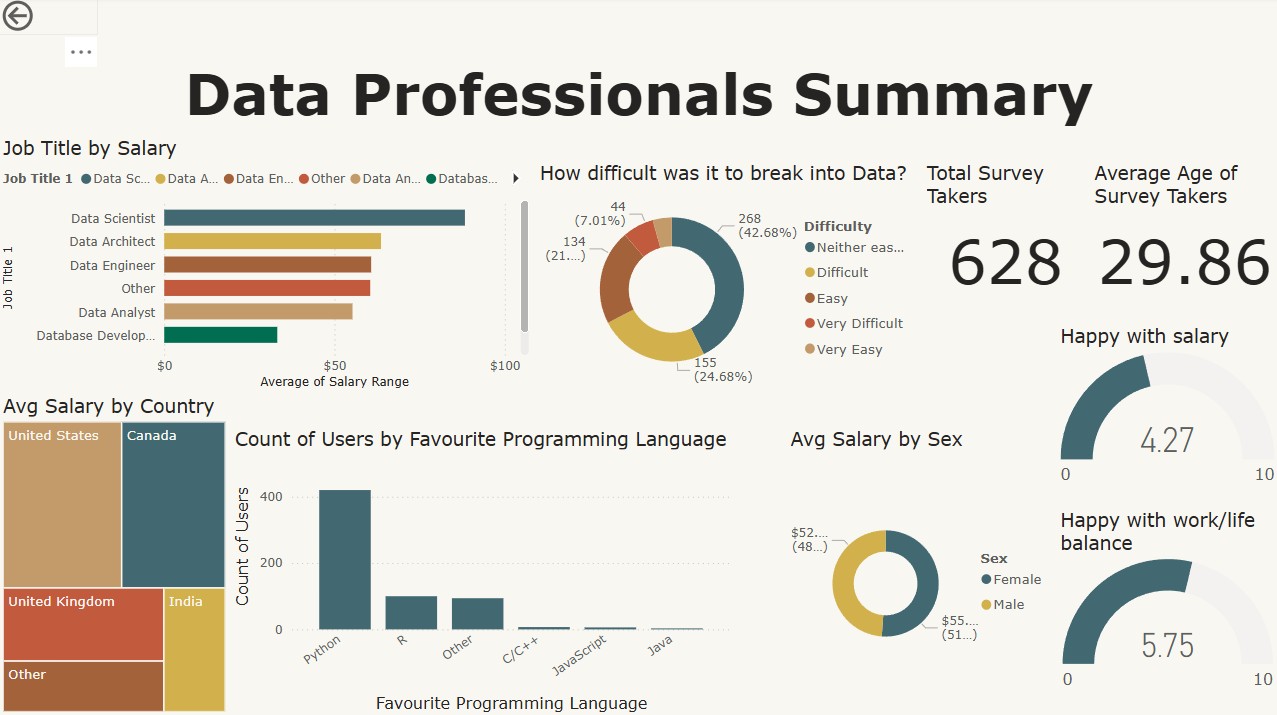 Data Professionals Summary
Job Title by Salary
Job Title 1 Data Sc... Data A... Data En... Other Data An... Databas...
Job Title 1
Data Scientist
Data Architect
Data Engineer
Other
Data Analyst
Database Develop...
$0 $50 $100
Average of Salary Range
How difficult was it to break into Data?
44
(7.01%)
134
(21....)
268
(42.68%)
155
(24.68%)
Difficulty
Neither eas...
Difficult
Easy
Very Difficult
Very Easy
Total Survey
Takers
628
Average Age of
Survey Takers
29.86
Happy with salary
4.27
0 10
Avg Salary by Country
United States
Canada
United Kingdom
India
Other
Count of Users by Favourite Programming Language
Count of Users
400
200
0
Python
R
Other
C/C++
JavaScript
Java
Favourite Programming Language
Avg Salary by Sex
$52....
(48...)
$55....
(51...)
Sex
Female
Male
Happy with work/life
balance
5.75
0 10